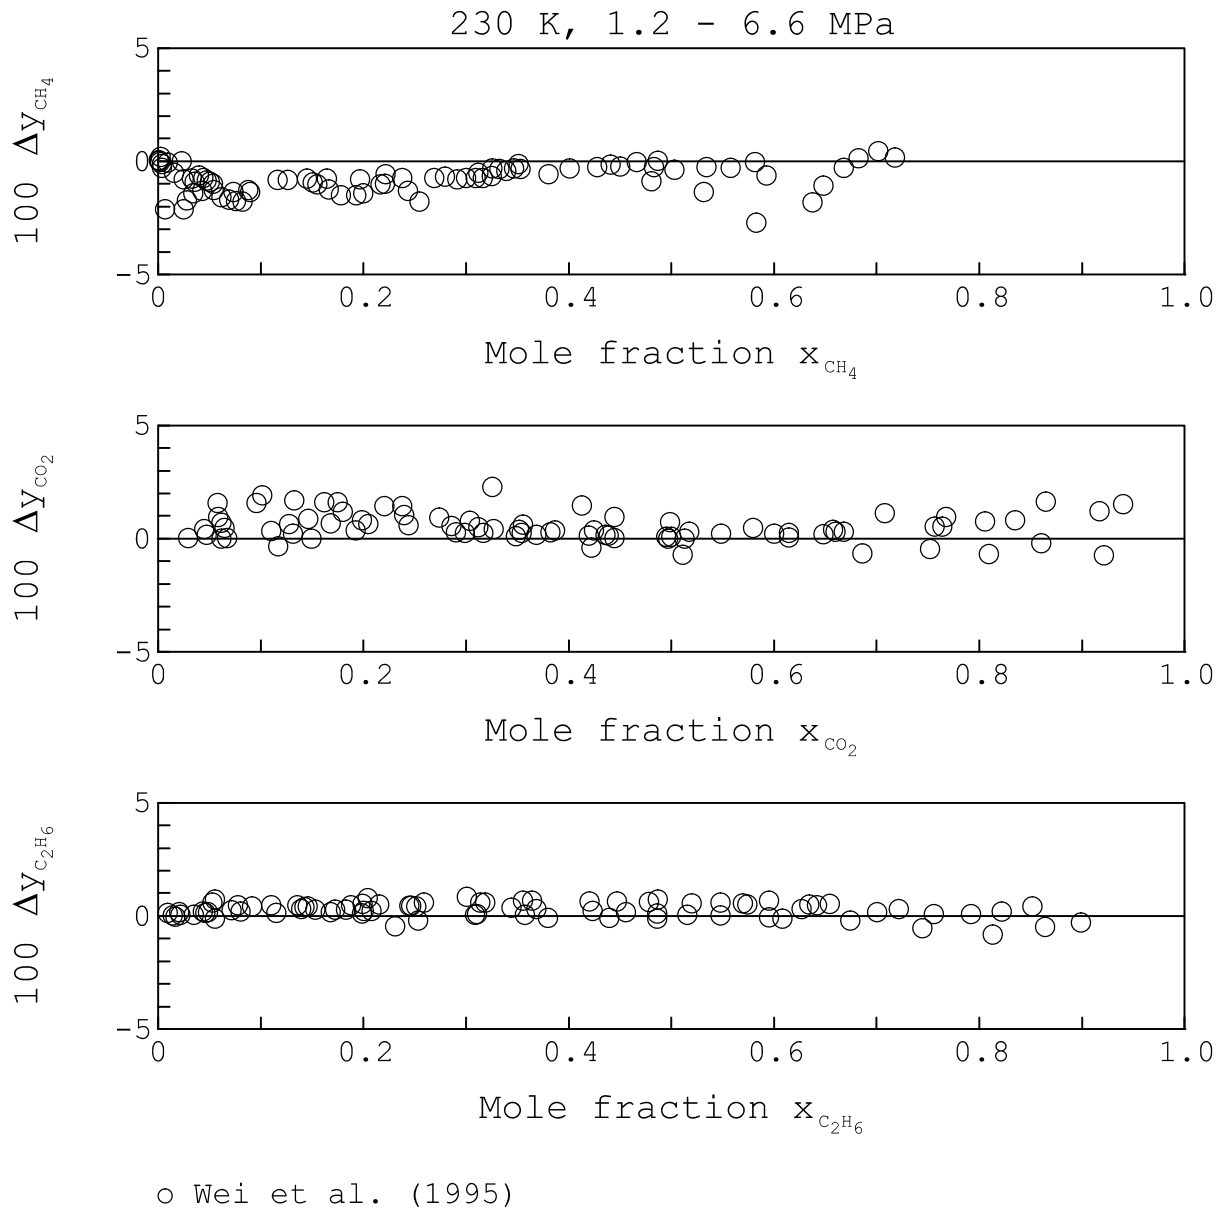 230 K, 1.2 - 6.6 MPa
5
0
-5
100 Δy_CH4
0 0.2 0.4 0.6 0.8 1.0
Mole fraction x_CH4
5
0
-5
100 Δy_CO2
0 0.2 0.4 0.6 0.8 1.0
Mole fraction x_CO2
5
0
-5
100 Δy_C2H6
0 0.2 0.4 0.6 0.8 1.0
Mole fraction x_C2H6
Wei et al. (1995)